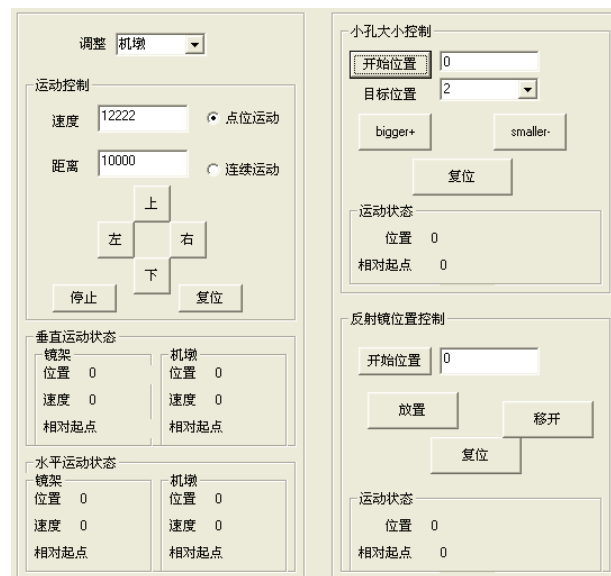 调整 机墩
运动控制
速度 12222 点位运动
距离 10000 连续运动
上
左 右
下
停止 复位
垂直运动状态
镜架 机墩
位置 0 位置 0
速度 0 速度 0
相对起点 相对起点
水平运动状态
镜架 机墩
位置 0 位置 0
速度 0 速度 0
相对起点 相对起点
小孔大小控制
开始位置 0
目标位置 2
bigger+ smaller-
复位
运动状态
位置 0
相对起点 0
反射镜位置控制
开始位置 0
放置 移开
复位
运动状态
位置 0
相对起点 0